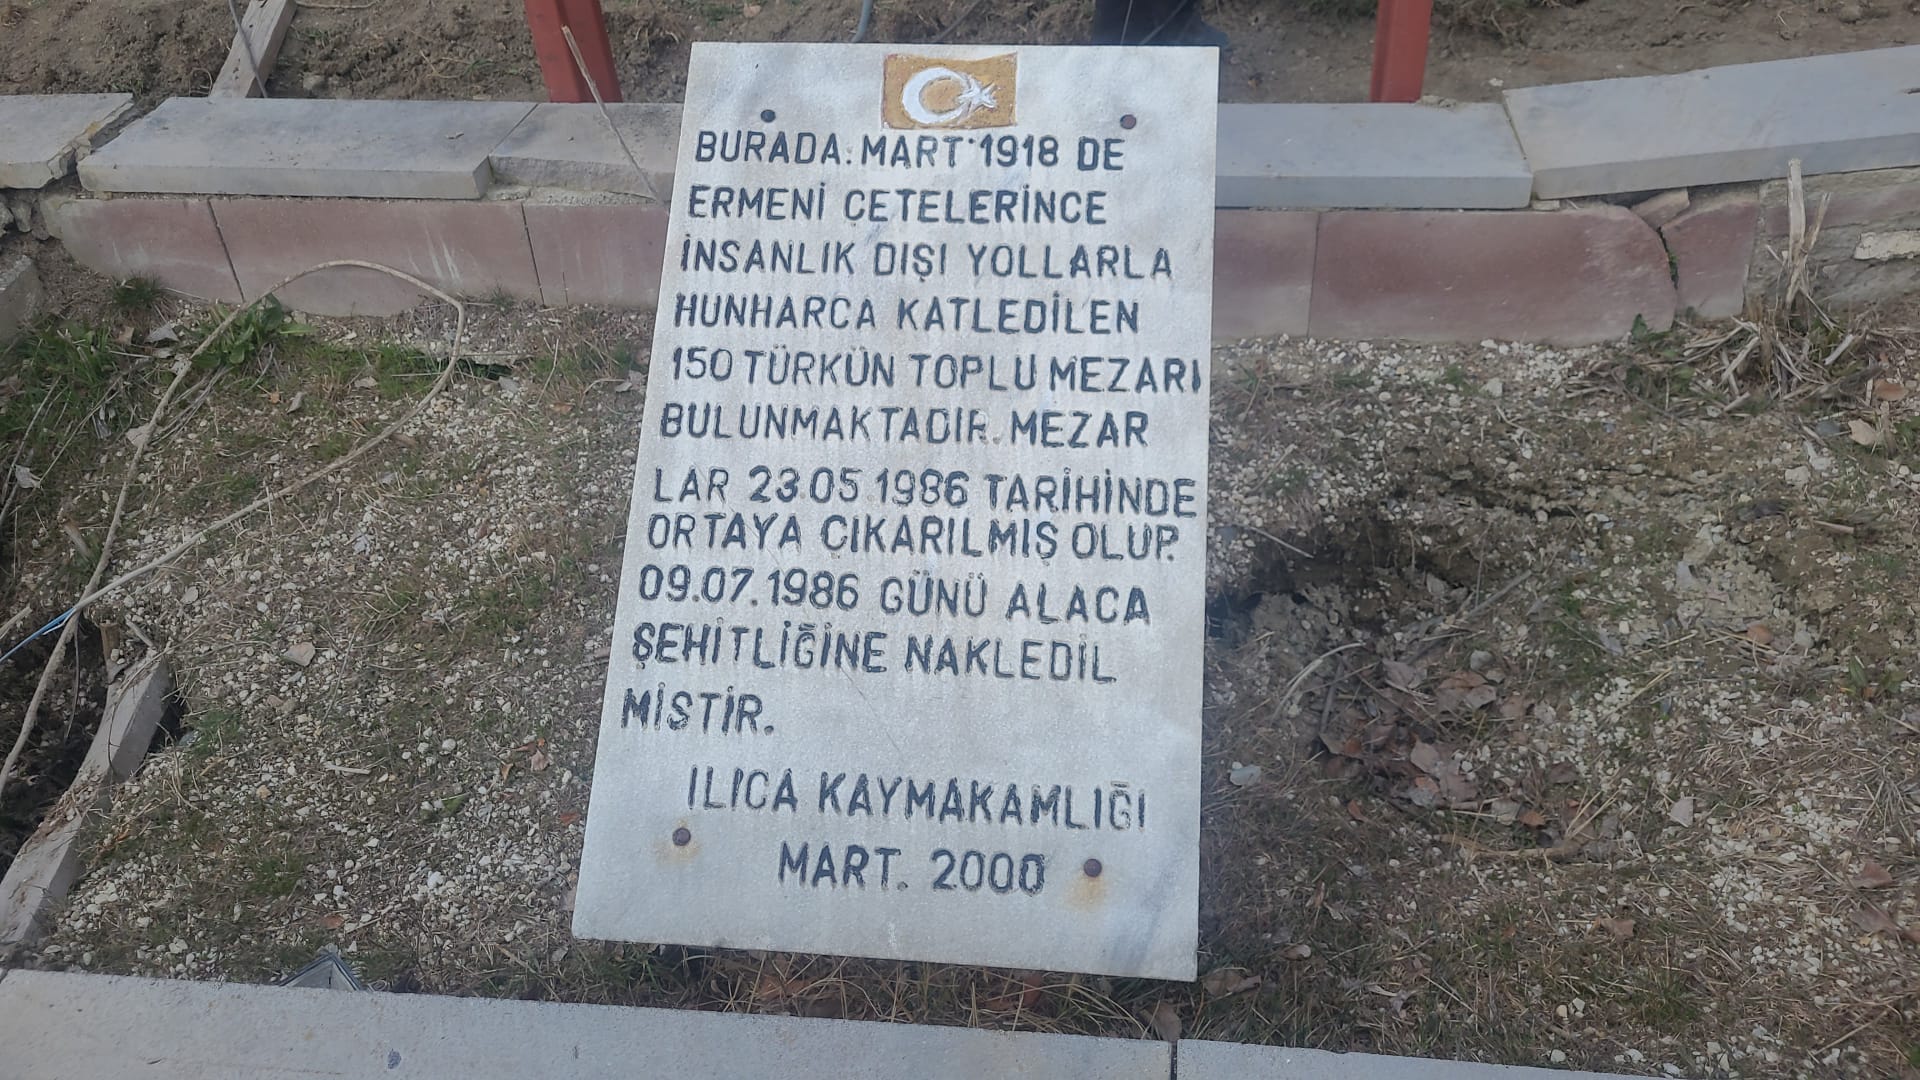 BURADA. MART 1918 DE
ERMENİ ÇETELERİNCE
İNSANLIK DIŞI YOLLARLA
HUNHARCA KATLEDİLEN
150 TÜRKÜN TOPLU MEZARI
BULUNMAKTADIR. MEZAR
LAR 23.05 1986 TARİHİNDE
ORTAYA ÇIKARILMIŞ OLUP.
09.07.1986 GÜNÜ ALACA
ŞEHİTLİĞİNE NAKLEDİL
MİŞTİR.
ILICA KAYMAKAMLIĞI
MART. 2000